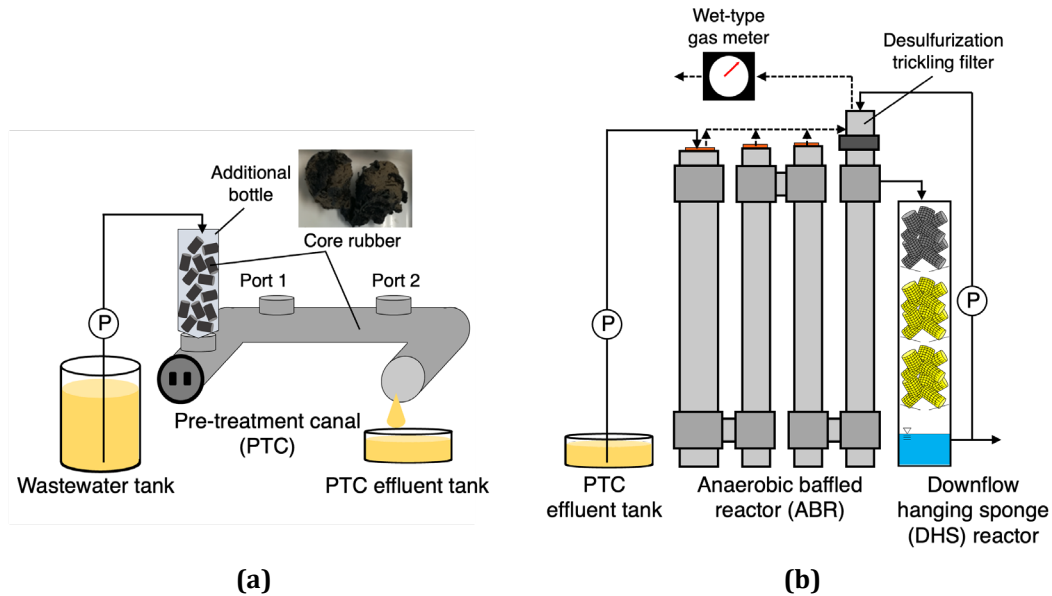 Additional
bottle
Core rubber
Port 1
Port 2
P
Pre-treatment canal
(PTC)
Wastewater tank
PTC effluent tank
(a)
Wet-type
gas meter
Desulfurization
trickling filter
P
P
PTC
effluent tank
Anaerobic baffled
reactor (ABR)
Downflow
hanging sponge
(DHS) reactor
(b)